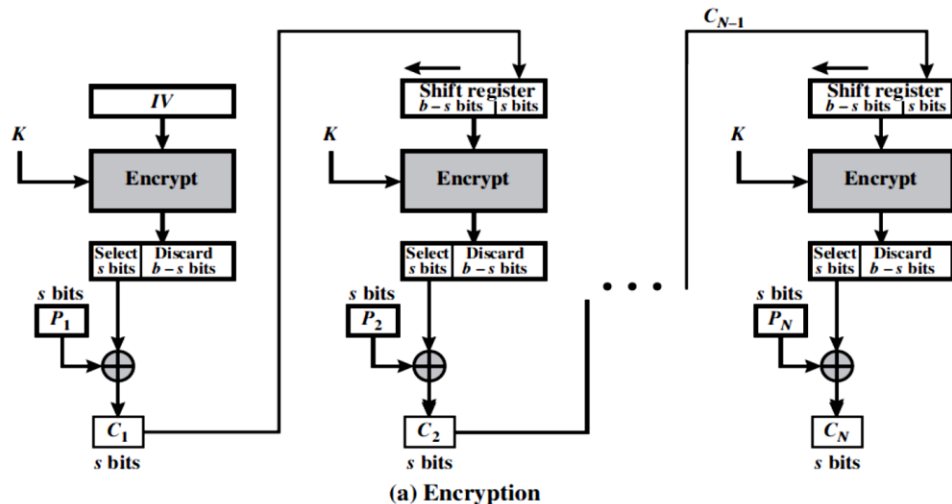 C_{N–1}
IV
Shift register
b – s bits s bits
Shift register
b – s bits s bits
K
Encrypt
K
Encrypt
K
Encrypt
Select Discard
s bits b – s bits
Select Discard
s bits b – s bits
Select Discard
s bits b – s bits
s bits
P_1
s bits
P_2
s bits
P_N
• • •
C_1
s bits
C_2
s bits
C_N
s bits
(a) Encryption